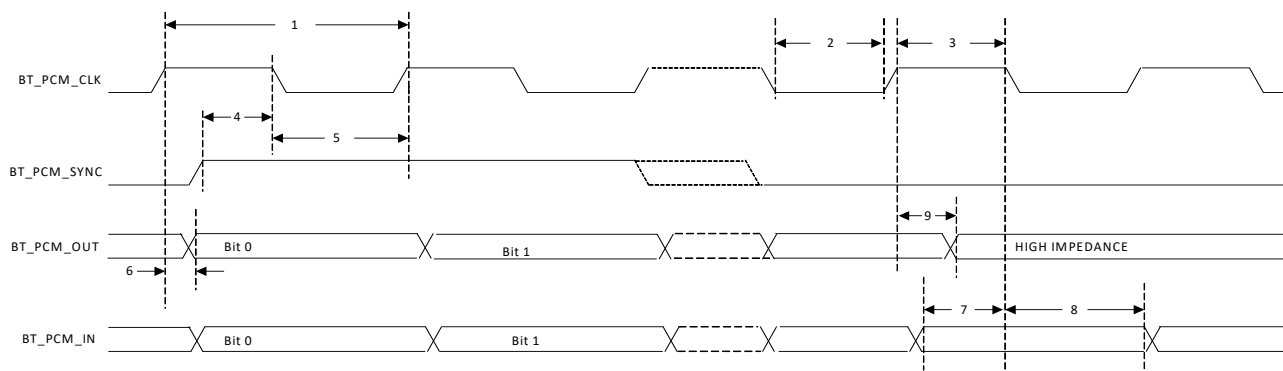 1
2
3
BT_PCM_CLK
4
5
BT_PCM_SYNC
9
BT_PCM_OUT
Bit 0
Bit 1
HIGH IMPEDANCE
6
7
8
BT_PCM_IN
Bit 0
Bit 1